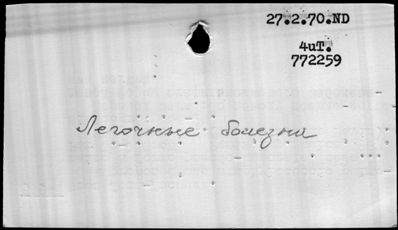 27.2.70.ND
4uT.
772259
Легочные болезни